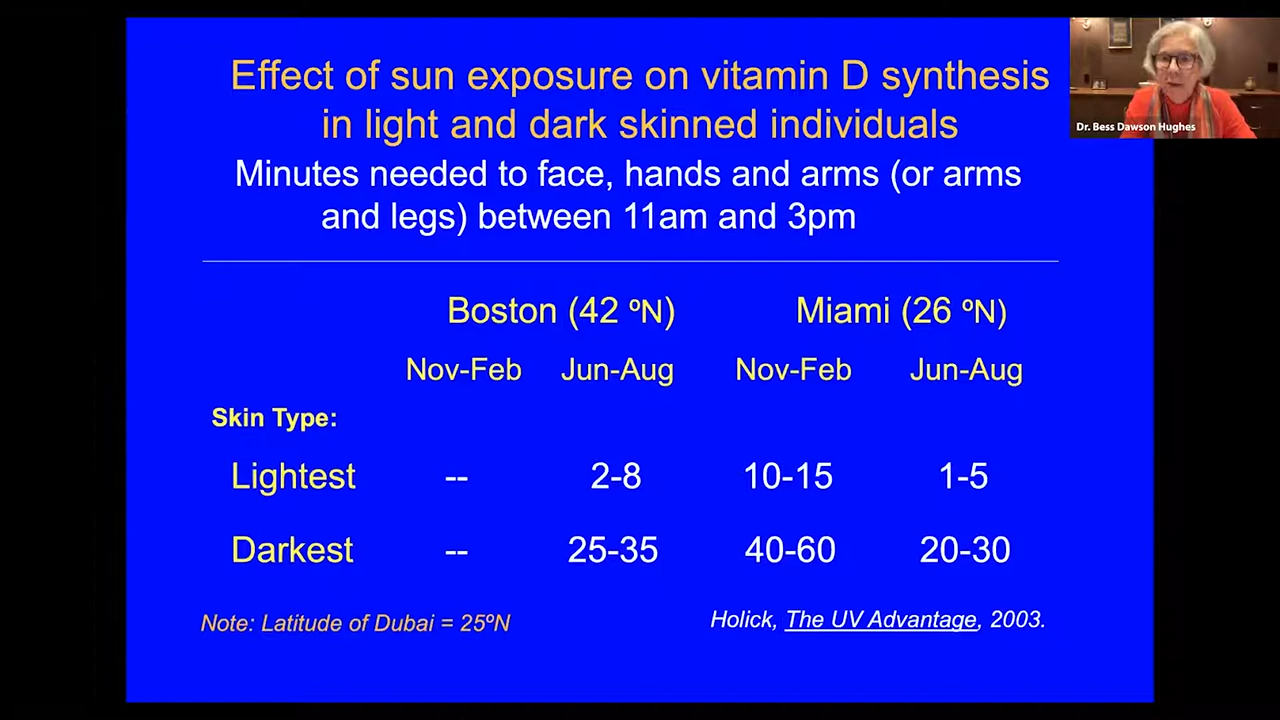 Effect of sun exposure on vitamin D synthesis
in light and dark skinned individuals
Minutes needed to face, hands and arms (or arms
and legs) between 11am and 3pm
Boston (42 ºN) Miami (26 ºN)
Nov-Feb Jun-Aug Nov-Feb Jun-Aug
Skin Type:
Lightest -- 2-8 10-15 1-5
Darkest -- 25-35 40-60 20-30
Note: Latitude of Dubai = 25ºN
Holick, The UV Advantage, 2003.
Dr. Bess Dawson Hughes